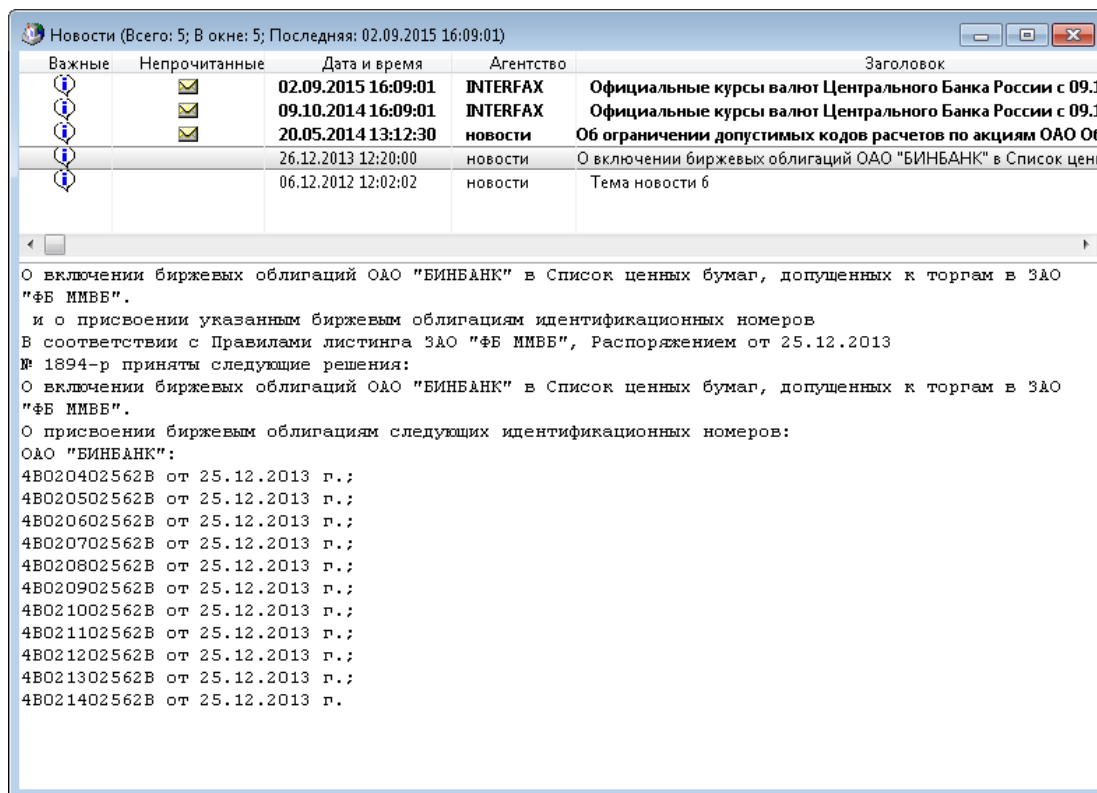 Новости (Всего: 5; В окне: 5; Последняя: 02.09.2015 16:09:01)
Важные Непрочитанные Дата и время Агентство Заголовок
02.09.2015 16:09:01 INTERFAX Официальные курсы валют Центрального Банка России с 09.1
09.10.2014 16:09:01 INTERFAX Официальные курсы валют Центрального Банка России с 09.1
20.05.2014 13:12:30 новости Об ограничении допустимых кодов расчетов по акциям ОАО Об
26.12.2013 12:20:00 новости О включении биржевых облигаций ОАО "БИНБАНК" в Список цен
06.12.2012 12:02:02 новости Тема новости 6
О включении биржевых облигаций ОАО "БИНБАНК" в Список ценных бумаг, допущенных к торгам в ЗАО
"ФБ ММВБ".
и о присвоении указанным биржевым облигациям идентификационных номеров
В соответствии с Правилами листинга ЗАО "ФБ ММВБ", Распоряжением от 25.12.2013
№ 1894-р приняты следующие решения:
О включении биржевых облигаций ОАО "БИНБАНК" в Список ценных бумаг, допущенных к торгам в ЗАО
"ФБ ММВБ".
О присвоении биржевым облигациям следующих идентификационных номеров:
ОАО "БИНБАНК":
4B020402562B от 25.12.2013 г.;
4B020502562B от 25.12.2013 г.;
4B020602562B от 25.12.2013 г.;
4B020702562B от 25.12.2013 г.;
4B020802562B от 25.12.2013 г.;
4B020902562B от 25.12.2013 г.;
4B021002562B от 25.12.2013 г.;
4B021102562B от 25.12.2013 г.;
4B021202562B от 25.12.2013 г.;
4B021302562B от 25.12.2013 г.;
4B021402562B от 25.12.2013 г.